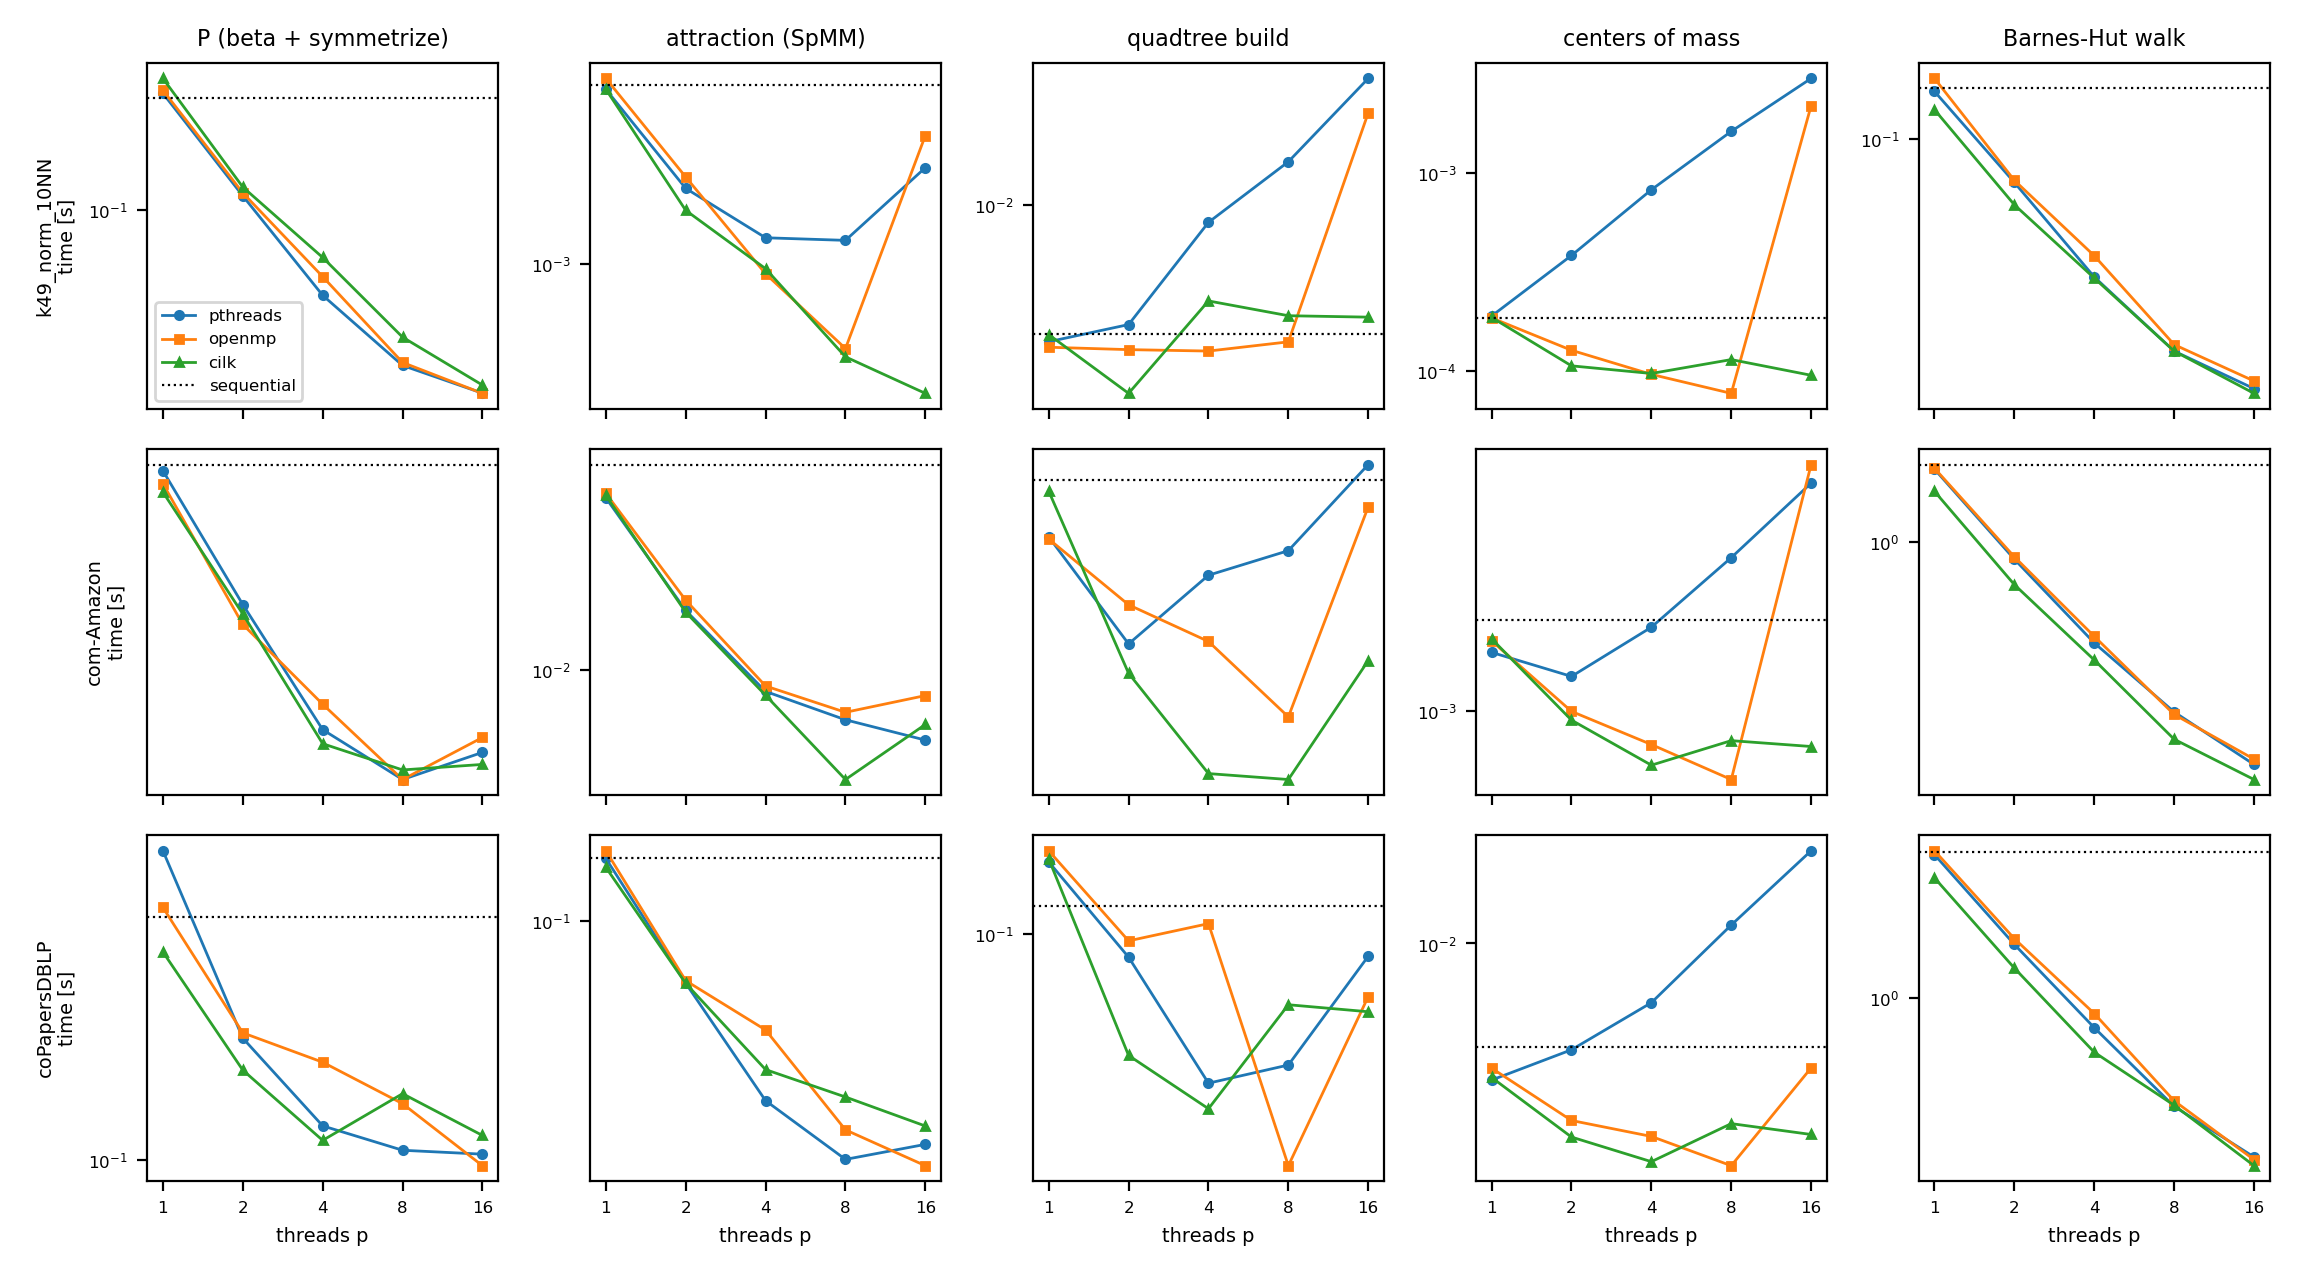 P (beta + symmetrize)
attraction (SpMM)
quadtree build
centers of mass
Barnes-Hut walk
k49_norm_10NN
time [s]
10⁻¹
pthreads
openmp
cilk
sequential
10⁻³
10⁻²
10⁻³
10⁻⁴
10⁻¹
com-Amazon
time [s]
10⁻²
10⁻³
10⁰
coPapersDBLP
time [s]
10⁻¹
10⁻¹
10⁻¹
10⁻²
10⁰
1 2 4 8 16
1 2 4 8 16
1 2 4 8 16
1 2 4 8 16
1 2 4 8 16
threads p
threads p
threads p
threads p
threads p